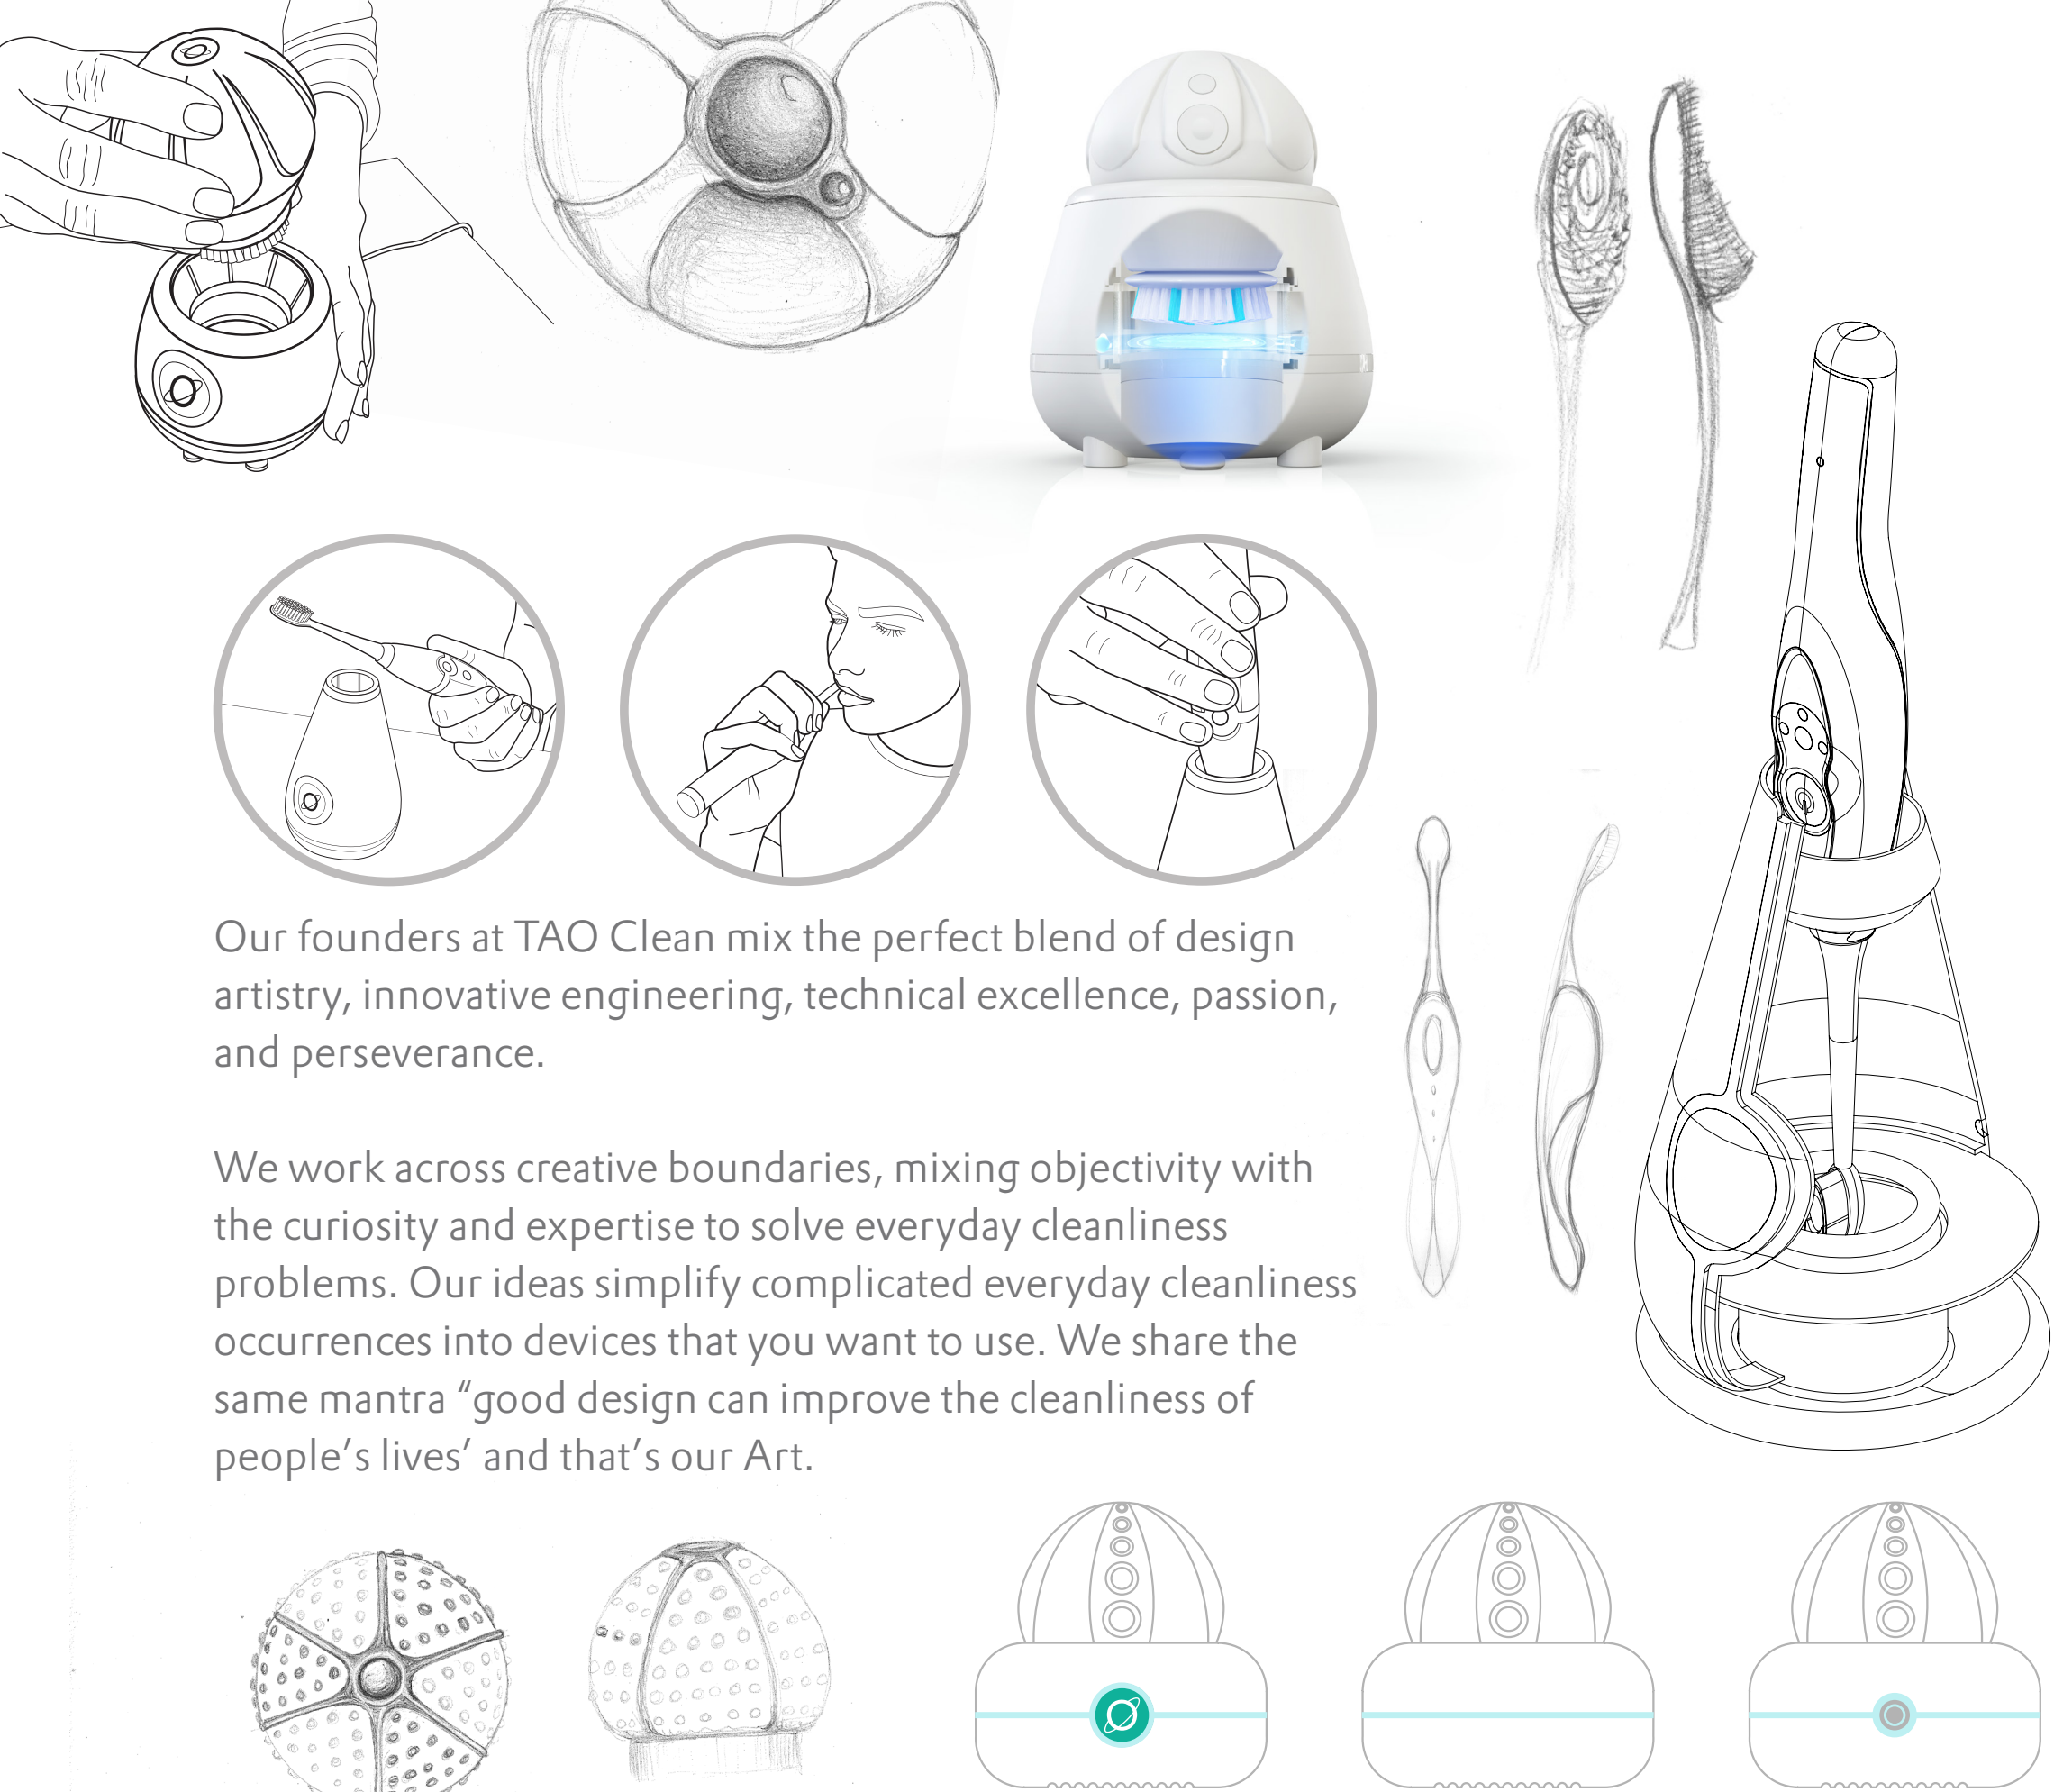 Our founders at TAO Clean mix the perfect blend of design
artistry, innovative engineering, technical excellence, passion,
and perseverance.
We work across creative boundaries, mixing objectivity with
the curiosity and expertise to solve everyday cleanliness
problems. Our ideas simplify complicated everyday cleanliness
occurrences into devices that you want to use. We share the
same mantra “good design can improve the cleanliness of
people’s lives’ and that’s our Art.